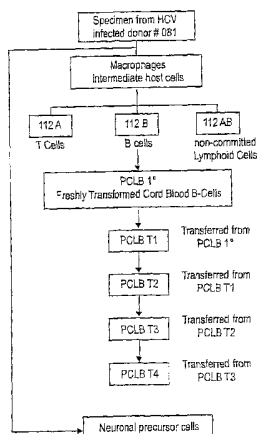 Specimen from HCV
infected donor # 081
Macrophages
intermediate host cells
112 A
112 B
112 AB
T Cells
B cells
non-committed
Lymphoid Cells
PCLB 1°
Freshly Transformed Cord Blood B-Cells
PCLB T1
Transferred from
PCLB 1°
PCLB T2
Transferred from
PCLB T1
PCLB T3
Transferred from
PCLB T2
PCLB T4
Transferred from
PCLB T3
Neuronal precursor cells